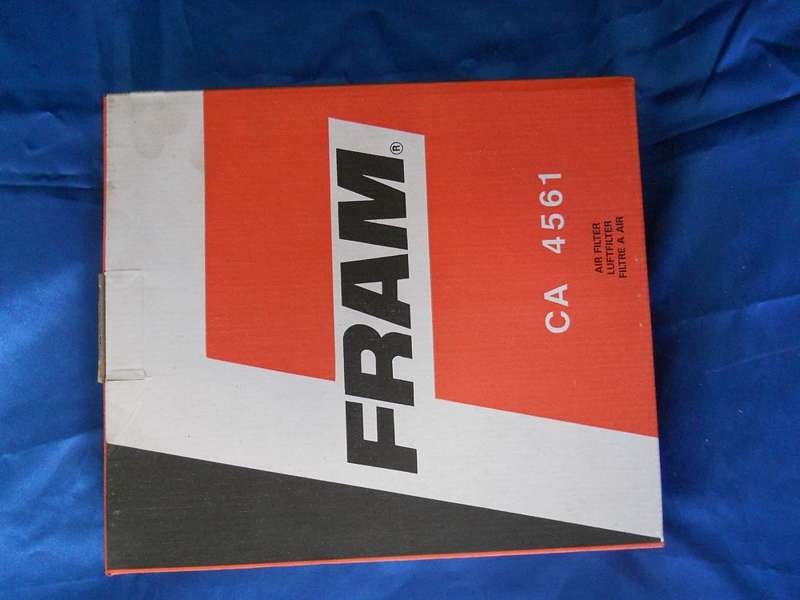 FRAM®
CA 4561
AIR FILTER
LUFTFILTER
FILTRE A AIR